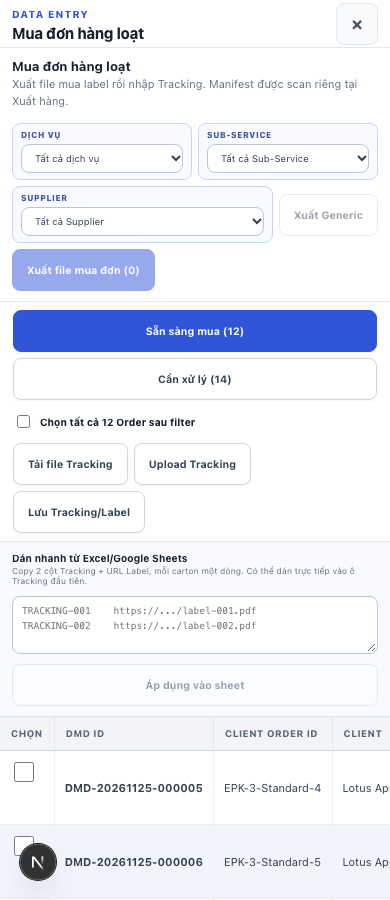 DATA ENTRY
Mua đơn hàng loạt
×
Mua đơn hàng loạt
Xuất file mua label rồi nhập Tracking. Manifest được scan riêng tại
Xuất hàng.
DỊCH VỤ
Tất cả dịch vụ
SUB-SERVICE
Tất cả Sub-Service
SUPPLIER
Tất cả Supplier
Xuất Generic
Xuất file mua đơn (0)
Sẵn sàng mua (12)
Cần xử lý (14)
Chọn tất cả 12 Order sau filter
Tải file Tracking
Upload Tracking
Lưu Tracking/Label
Dán nhanh từ Excel/Google Sheets
Copy 2 cột Tracking + URL Label, mỗi carton một dòng. Có thể dán trực tiếp vào ô
Tracking đầu tiên.
TRACKING-001    https://.../label-001.pdf
TRACKING-002    https://.../label-002.pdf
Áp dụng vào sheet
CHỌN    DMD ID    CLIENT ORDER ID    CLIENT
DMD-20261125-000005    EPK-3-Standard-4    Lotus Ap
DMD-20261125-000006    EPK-3-Standard-5    Lotus Ap
N